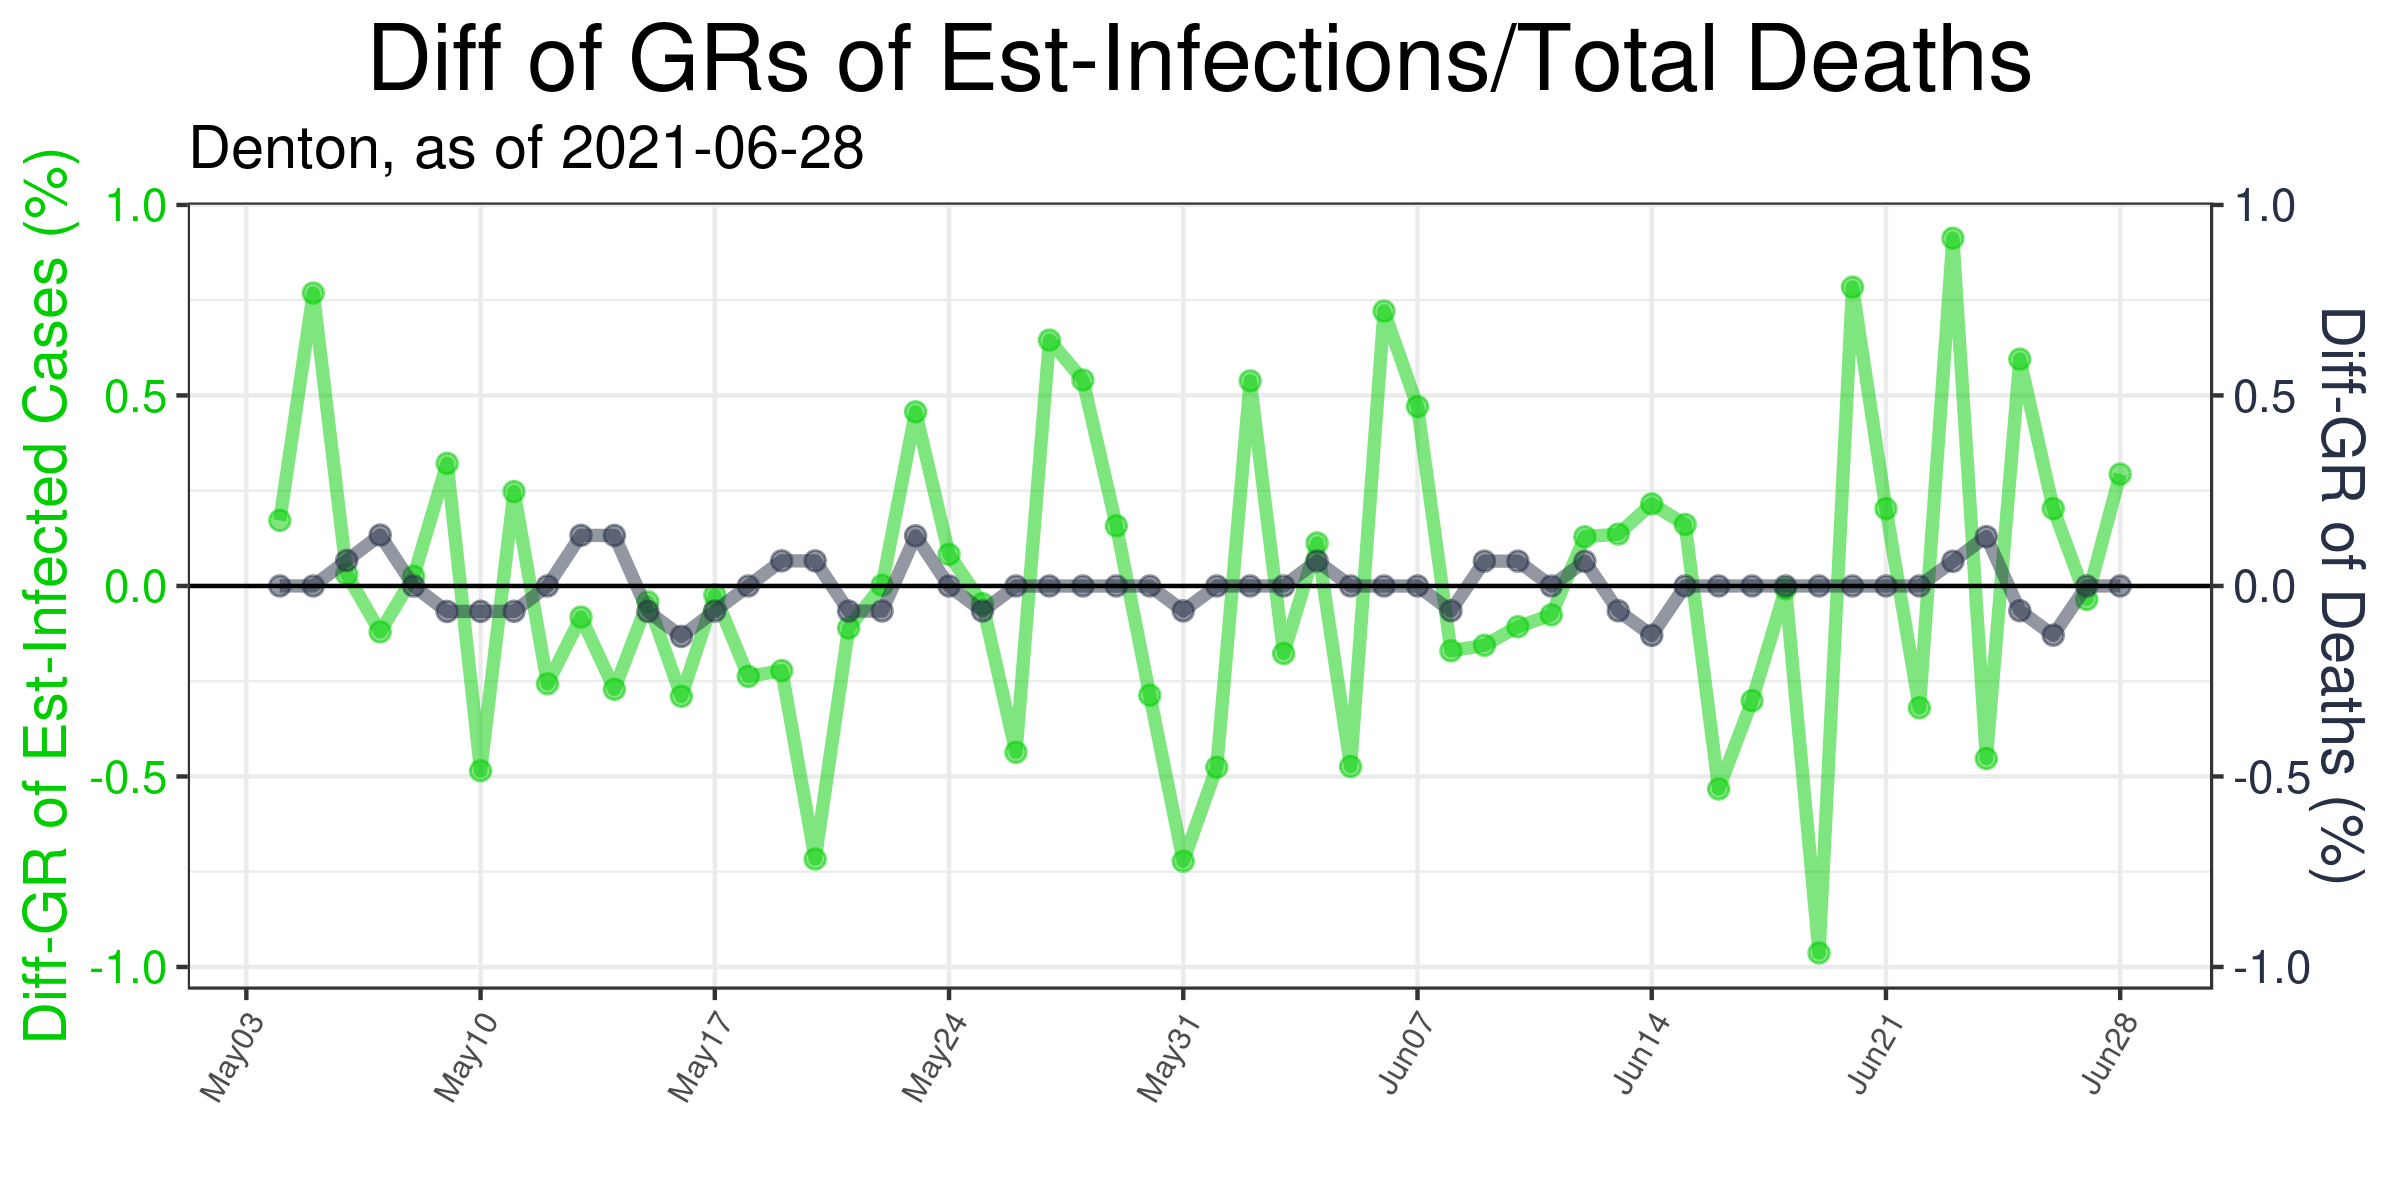 Diff of GRs of Est-Infections/Total Deaths
Denton, as of 2021-06-28
Diff-GR of Est-Infected Cases (%)
1.0
0.5
0.0
-0.5
-1.0
1.0
0.5
0.0
-0.5
-1.0
Diff-GR of Deaths (%)
May03
May10
May17
May24
May31
Jun07
Jun14
Jun21
Jun28